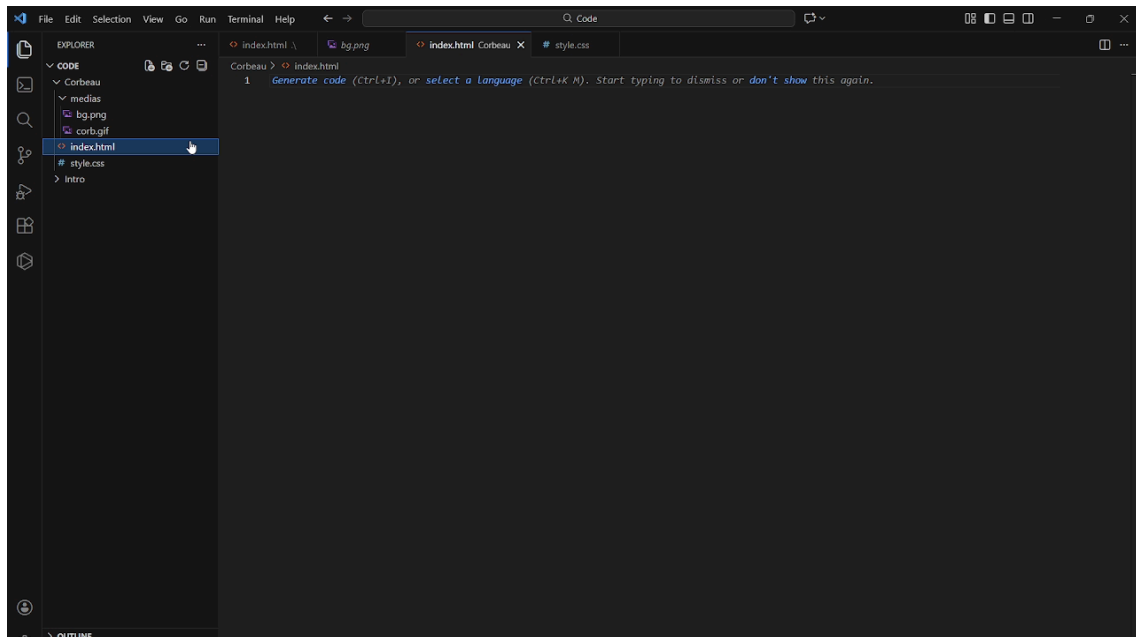 File Edit Selection View Go Run Terminal Help Code
EXPLORER
index.html .\ bg.png index.html Corbeau style.css
CODE
Corbeau > index.html
Corbeau
1 Generate code (Ctrl+I), or select a language (Ctrl+K M). Start typing to dismiss or don't show this again.
medias
bg.png
corb.gif
index.html
style.css
Intro
OUTLINE